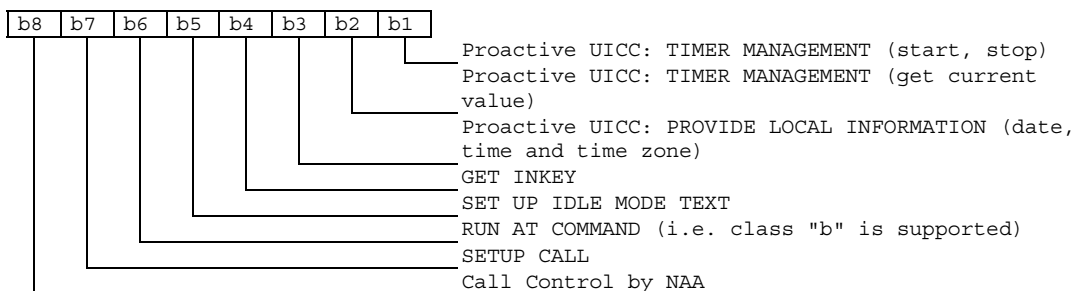 b8 b7 b6 b5 b4 b3 b2 b1
Proactive UICC: TIMER MANAGEMENT (start, stop)
Proactive UICC: TIMER MANAGEMENT (get current
value)
Proactive UICC: PROVIDE LOCAL INFORMATION (date,
time and time zone)
GET INKEY
SET UP IDLE MODE TEXT
RUN AT COMMAND (i.e. class "b" is supported)
SETUP CALL
Call Control by NAA